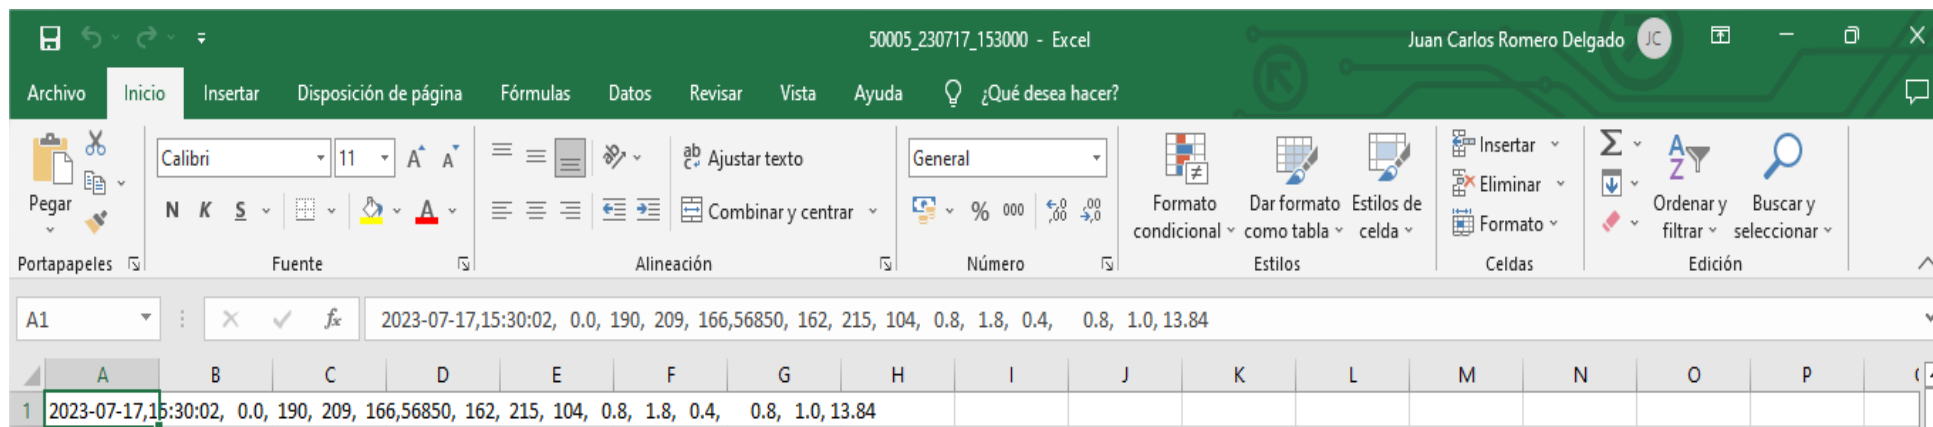 50005_230717_153000 - Excel
Juan Carlos Romero Delgado JC
Archivo Inicio Insertar Disposición de página Fórmulas Datos Revisar Vista Ayuda ¿Qué desea hacer?
Pegar
Portapapeles
Calibri 11
N K S
Fuente
Ajustar texto
Combinar y centrar
Alineación
General
% 000
Número
Formato condicional
Dar formato como tabla
Estilos de celda
Estilos
Insertar
Eliminar
Formato
Celdas
Ordenar y filtrar
Buscar y seleccionar
Edición
A1 fx 2023-07-17,15:30:02, 0.0, 190, 209, 166,56850, 162, 215, 104, 0.8, 1.8, 0.4, 0.8, 1.0, 13.84
A B C D E F G H I J K L M N O P
1 2023-07-17,15:30:02, 0.0, 190, 209, 166,56850, 162, 215, 104, 0.8, 1.8, 0.4, 0.8, 1.0, 13.84